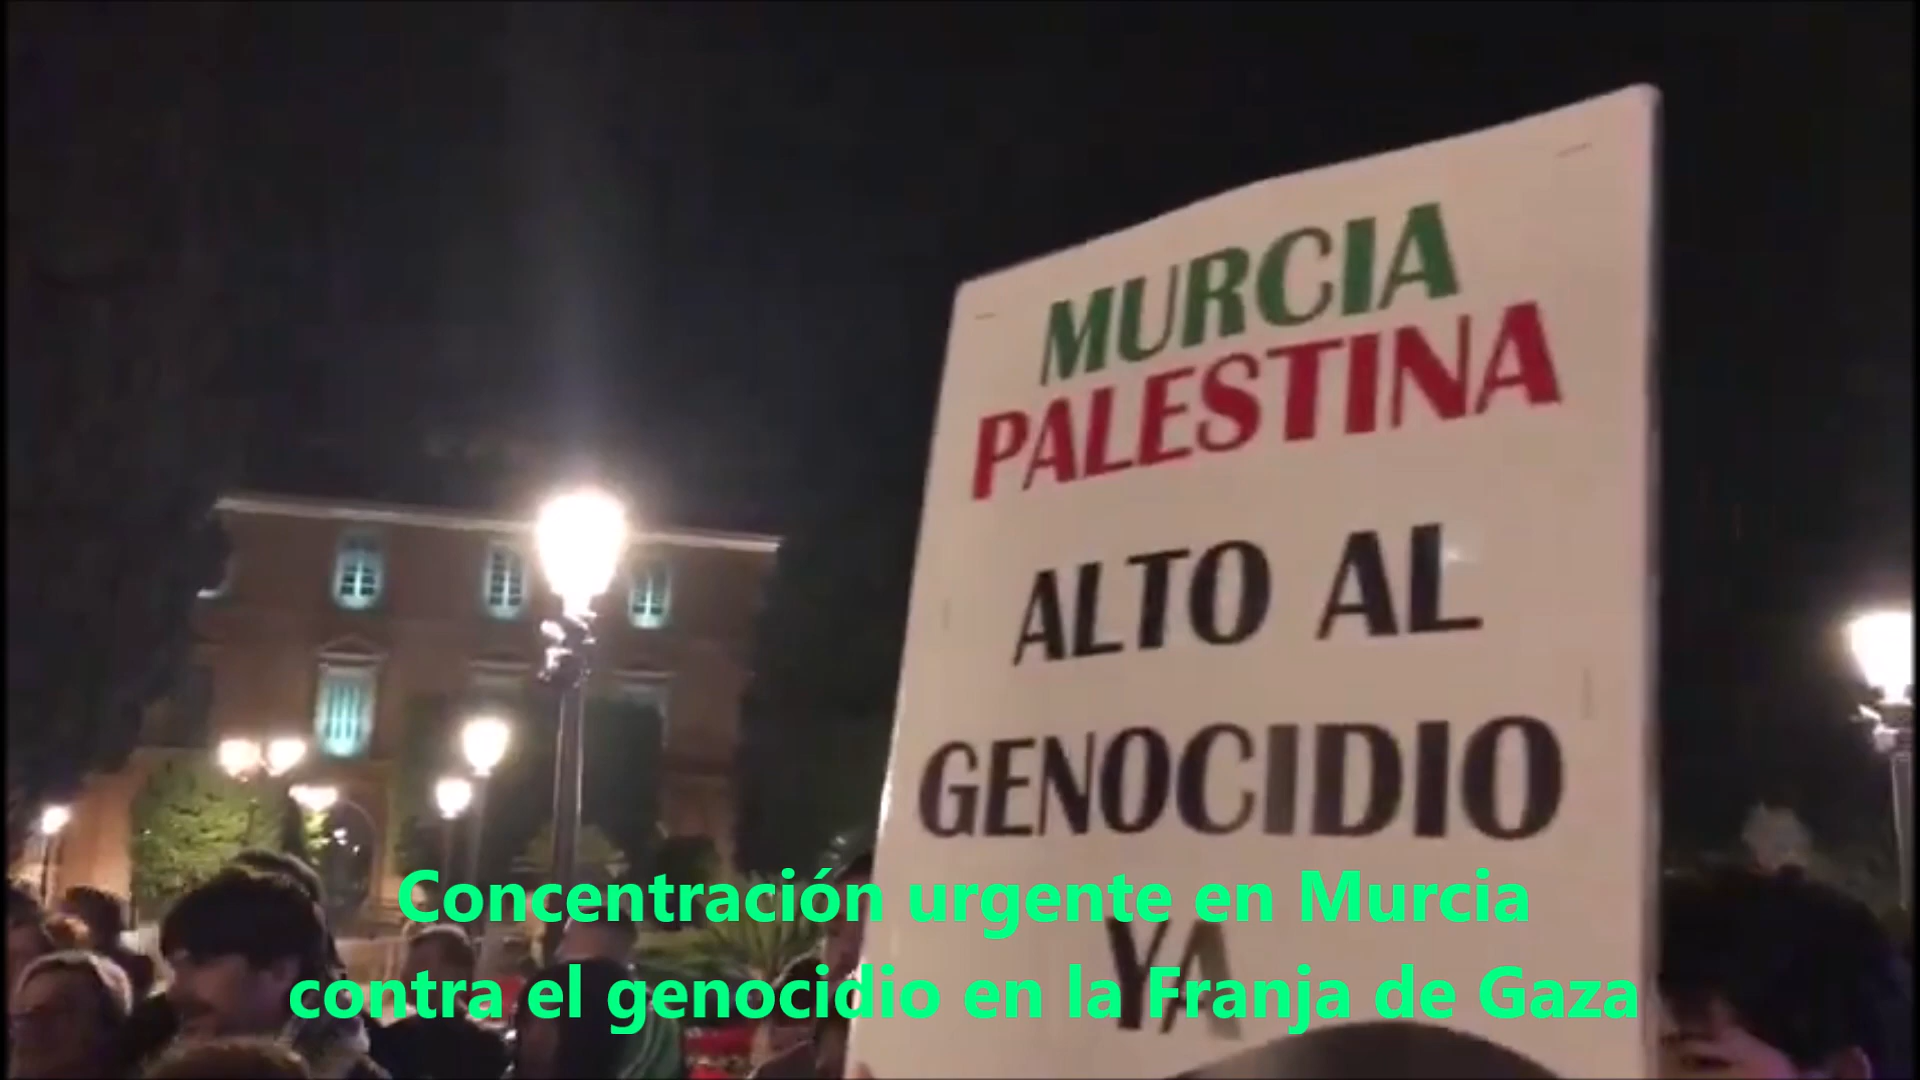 MURCIA
PALESTINA
ALTO AL
GENOCIDIO
YA
Concentración urgente en Murcia
contra el genocidio en la Franja de Gaza